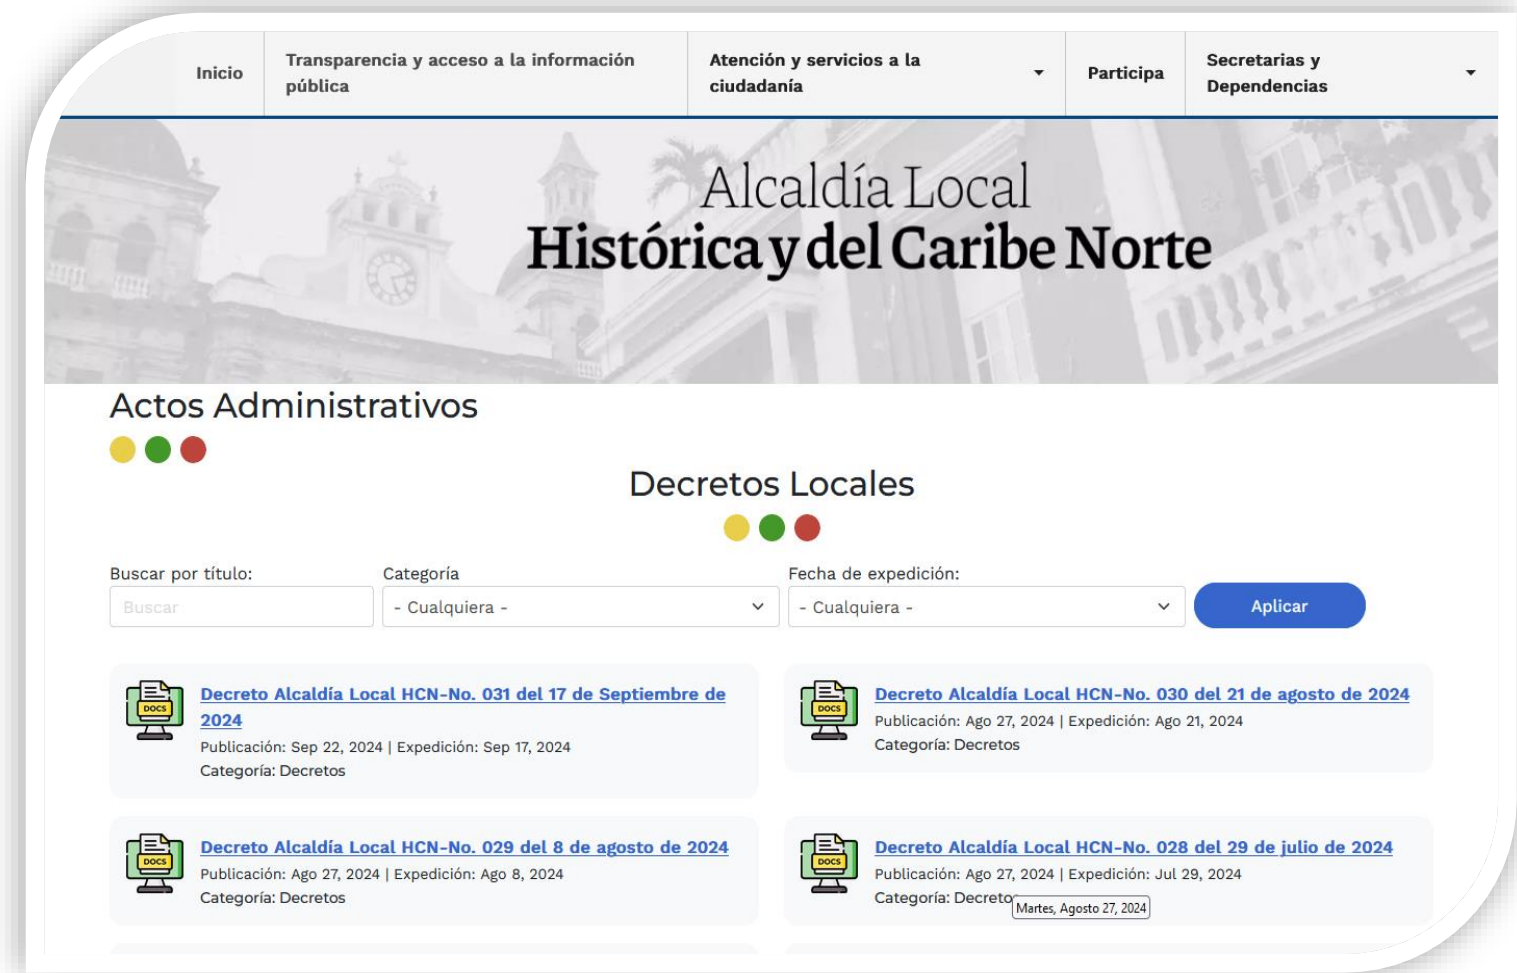 Inicio
Transparencia y acceso a la información
pública
Atención y servicios a la
ciudadanía
Participa
Secretarias y
Dependencias
Alcaldía Local
Histórica y del Caribe Norte
Actos Administrativos
Decretos Locales
Buscar por título:
Buscar
Categoría
- Cualquiera -
Fecha de expedición:
- Cualquiera -
Aplicar
DOCS
Decreto Alcaldía Local HCN-No. 031 del 17 de Septiembre de
2024
Publicación: Sep 22, 2024 | Expedición: Sep 17, 2024
Categoría: Decretos
DOCS
Decreto Alcaldía Local HCN-No. 030 del 21 de agosto de 2024
Publicación: Ago 27, 2024 | Expedición: Ago 21, 2024
Categoría: Decretos
DOCS
Decreto Alcaldía Local HCN-No. 029 del 8 de agosto de 2024
Publicación: Ago 27, 2024 | Expedición: Ago 8, 2024
Categoría: Decretos
DOCS
Decreto Alcaldía Local HCN-No. 028 del 29 de julio de 2024
Publicación: Ago 27, 2024 | Expedición: Jul 29, 2024
Categoría: Decreto
Martes, Agosto 27, 2024